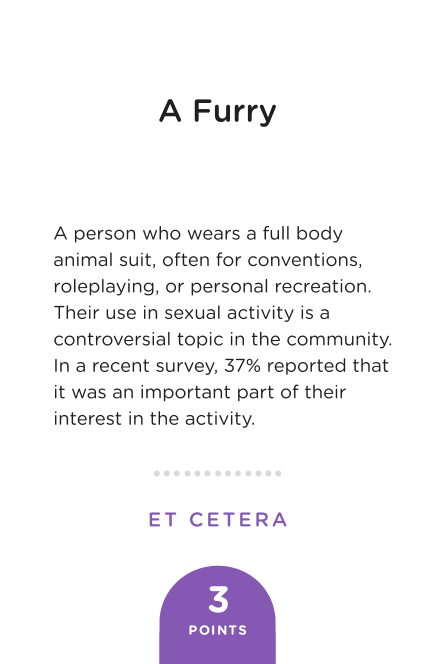 A Furry
A person who wears a full body
animal suit, often for conventions,
roleplaying, or personal recreation.
Their use in sexual activity is a
controversial topic in the community.
In a recent survey, 37% reported that
it was an important part of their
interest in the activity.
ET CETERA
3
POINTS